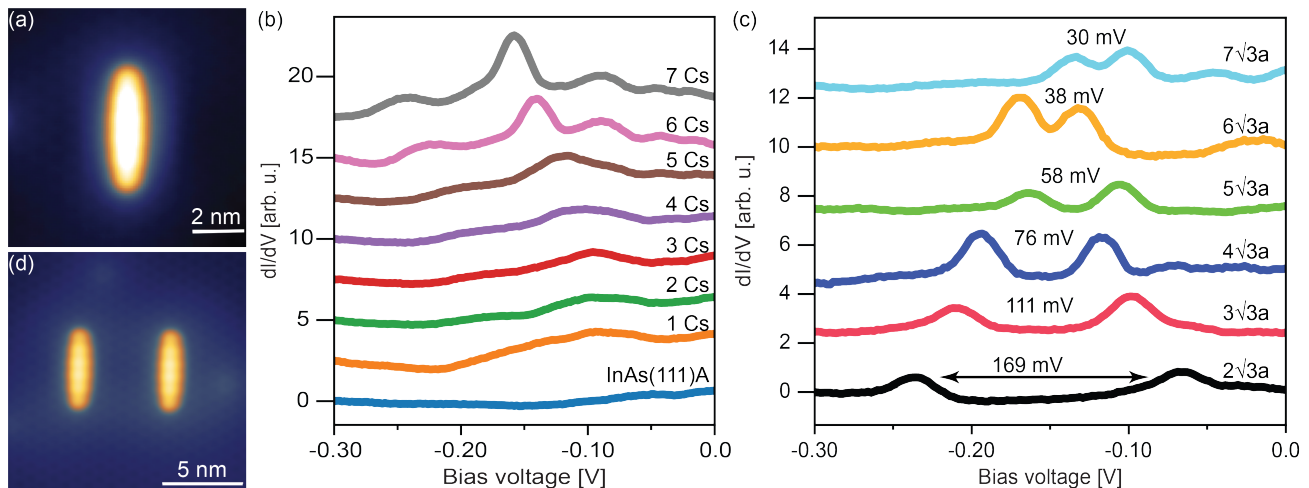 (a)
2 nm
(d)
5 nm
(b)
dI/dV [arb. u.]
20
15
10
5
0
7 Cs
6 Cs
5 Cs
4 Cs
3 Cs
2 Cs
1 Cs
InAs(111)A
-0.30
-0.20
-0.10
0.0
Bias voltage [V]
(c)
dI/dV [arb. u.]
14
12
10
8
6
4
2
0
30 mV
7√3a
38 mV
6√3a
58 mV
5√3a
76 mV
4√3a
111 mV
3√3a
169 mV
2√3a
-0.30
-0.20
-0.10
0.0
Bias voltage [V]